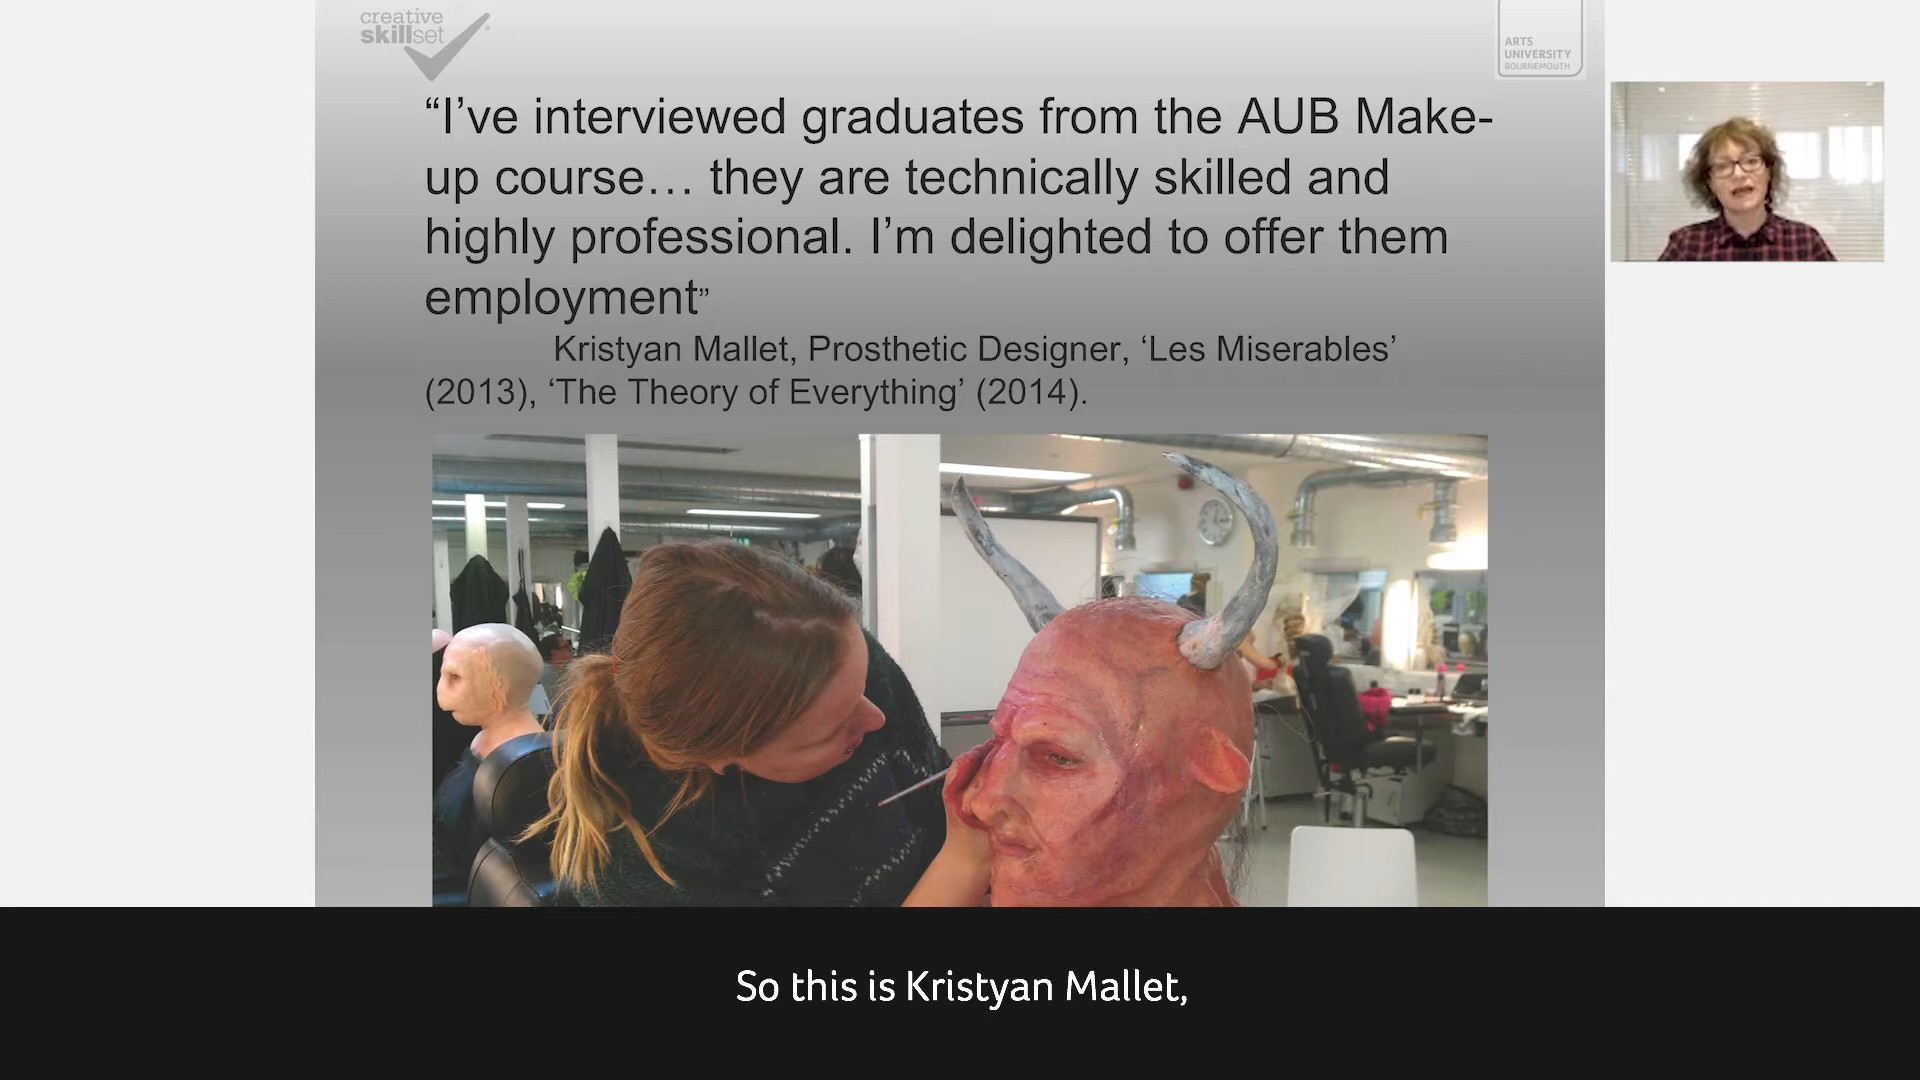 creative
skillset
ARTS
UNIVERSITY
BOURNEMOUTH
“I’ve interviewed graduates from the AUB Make-
up course… they are technically skilled and
highly professional. I’m delighted to offer them
employment”
Kristyan Mallet, Prosthetic Designer, ‘Les Miserables’
(2013), ‘The Theory of Everything’ (2014).
So this is Kristyan Mallet,